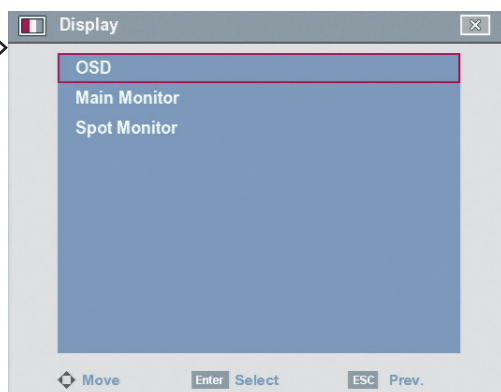 Display
OSD
Main Monitor
Spot Monitor
Move Enter Select ESC Prev.